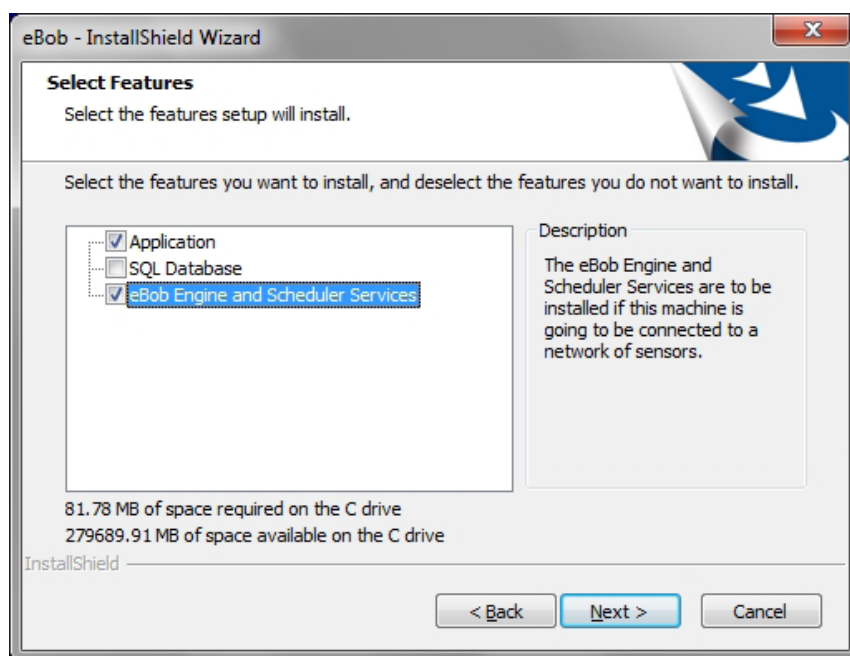 eBob - InstallShield Wizard
Select Features
Select the features setup will install.
Select the features you want to install, and deselect the features you do not want to install.
Application
SQL Database
eBob Engine and Scheduler Services
Description
The eBob Engine and
Scheduler Services are to be
installed if this machine is
going to be connected to a
network of sensors.
81.78 MB of space required on the C drive
279689.91 MB of space available on the C drive
InstallShield
< Back
Next >
Cancel